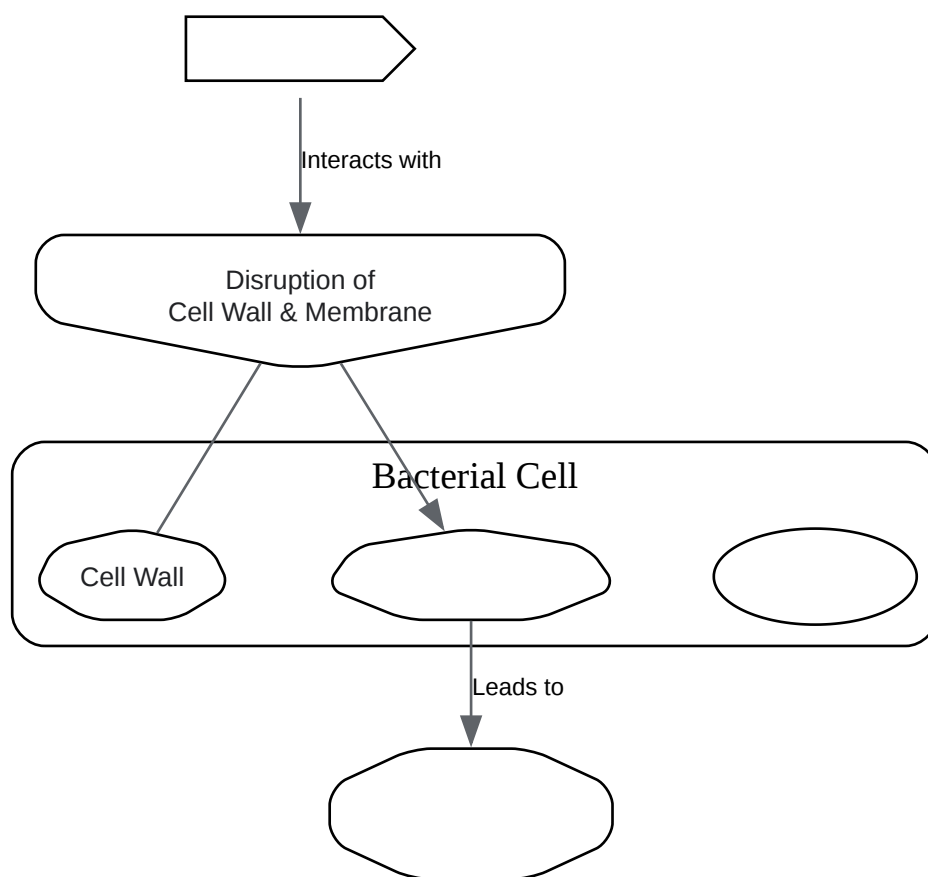 Interacts with
Disruption of
Cell Wall & Membrane
Bacterial Cell
Cell Wall
Leads to